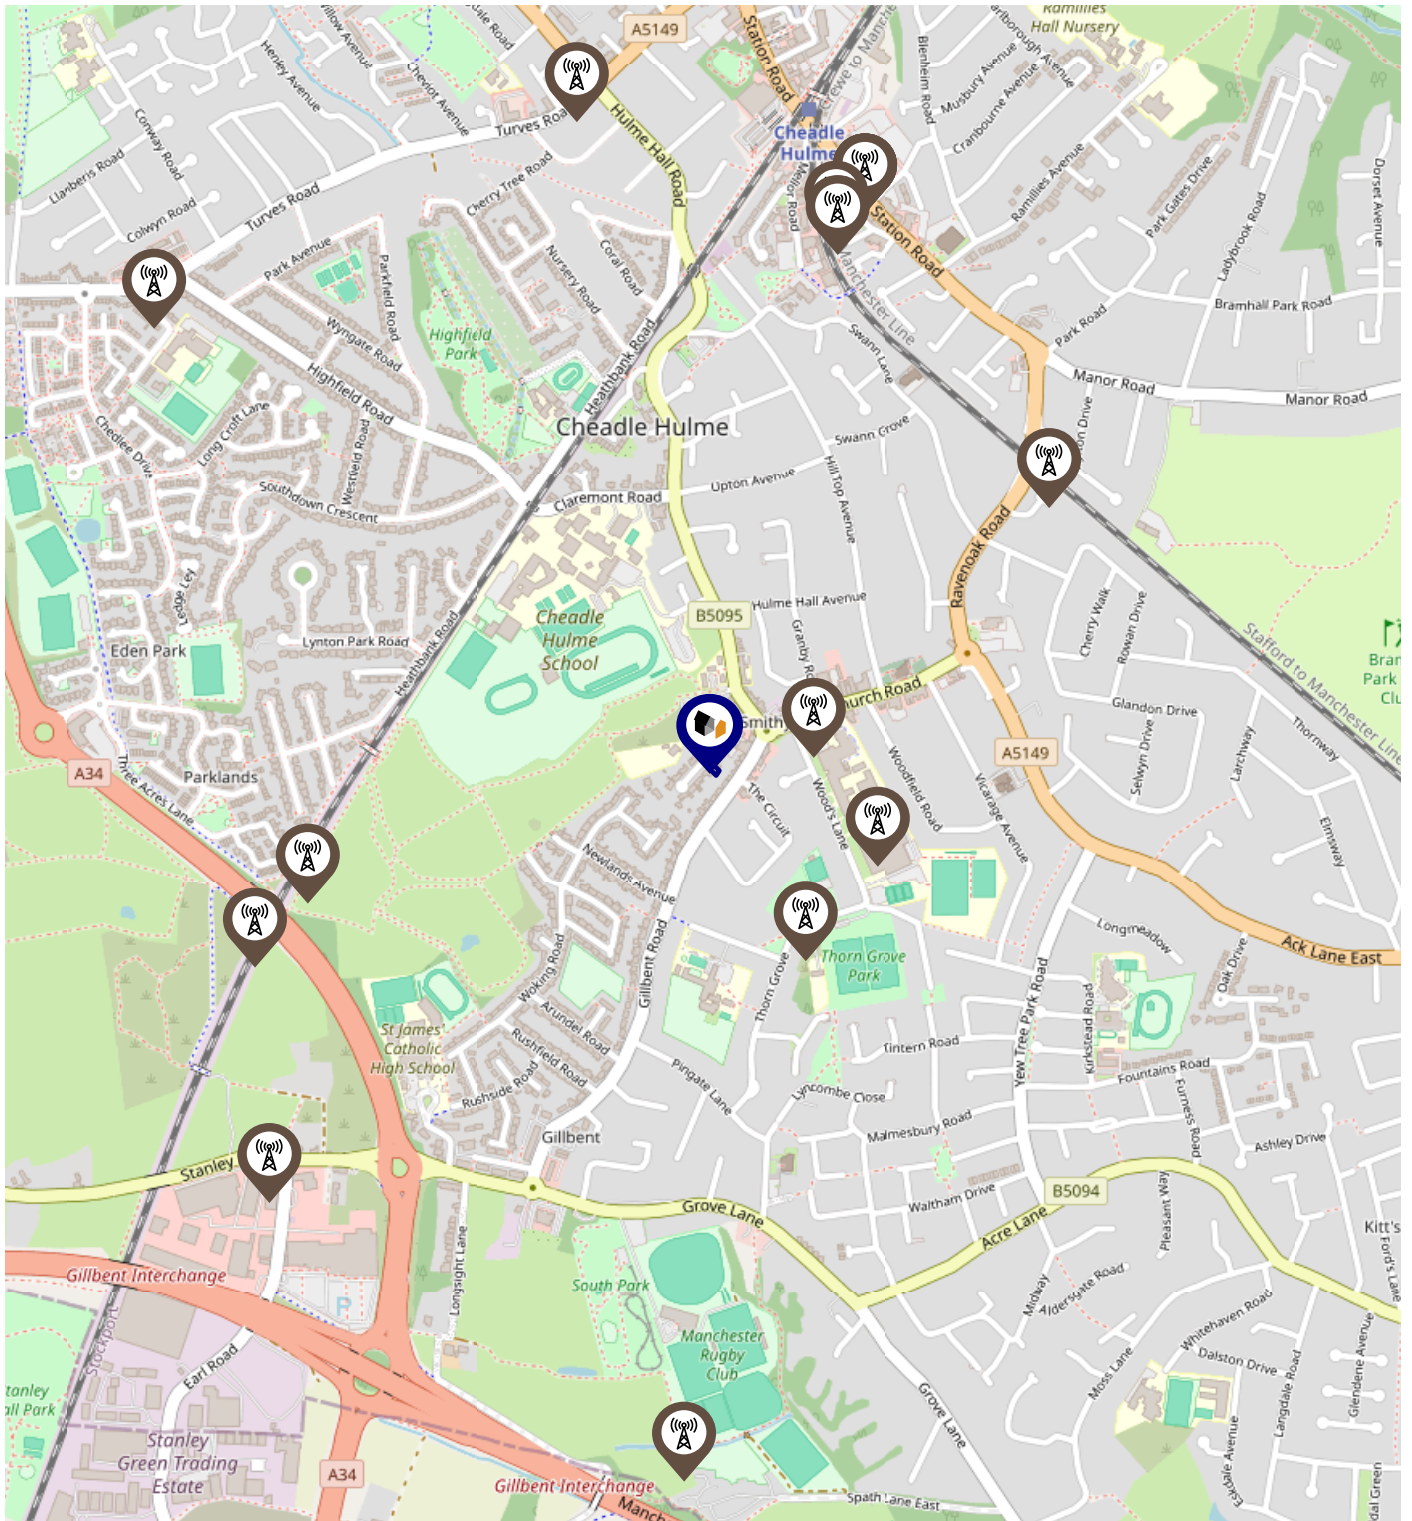 A5149
Station Road
Ramillies
Hall Nursery
Henley Avenue
Cheviot Avenue
Blenheim Road
Musbury Avenue
Cranbourne Avenue
Conway Road
Turves Road
Hulme Hall Road
Cheadle
Hulme
Llanberis Road
Colwyn Road
Turves Road
Cherry Tree Road
Mellor Road
Ramillies Avenue
Park Gates Drive
Dorset Avenue
Ladybrook Road
Station Road
Park Avenue
Parkfield Road
Nursery Road
Coral Road
Manchester Line
Bramhall Park Road
Wyngate Road
Highfield
Park
Heathbank Road
Swann Lane
Park Road
Manor Road
Manor Road
Highfield Road
Long Croft Lane
Chedlee Drive
Westfield Road
Cheadle Hulme
Swann Grove
Hill Top Avenue
Upton Avenue
Claremont Road
Southdown Crescent
Ravenoak Road
Hulme Hall Avenue
B5095
Cherry Walk
Rowan Drive
Stafford to Manchester Line
Cheadle
Hulme
School
Lynton Park Road
Eden Park
Heathbank Road
Church Road
Glandon Drive
Selwyn Drive
Thornway
Larchway
A5149
A34
Three Acres Lane
Parklands
The Circuit
Woods Lane
Woodfield Road
Vicarage Avenue
Elmsway
Newlands Avenue
Gillbent Road
Woking Road
Longmeadow
Ack Lane East
Oak Drive
Thorn Grove
Thorn Grove
Park
Yew Tree Park Road
Kirkstead Road
St James'
Catholic
High School
Arundel Road
Rushfield Road
Rushside Road
Tintern Road
Pingate Lane
Lyncombe Close
Fountains Road
Furness Road
Malmesbury Road
Ashley Drive
Gillbent
Stanley
Grove Lane
Waltham Drive
B5094
Acre Lane
Pleasant Way
Kitt's
Ford's Lane
Gillbent Interchange
Longsight Lane
South Park
P
Midway
Aldersgate Road
Whitehaven Road
Dalston Drive
Stockport
Earl Road
Manchester
Rugby
Club
Moss Lane
Langdale Road
Glendene Avenue
Grove Lane
Eskdale Avenue
Stanley
Green Trading
Estate
A34
Gillbent Interchange
Spath Lane East